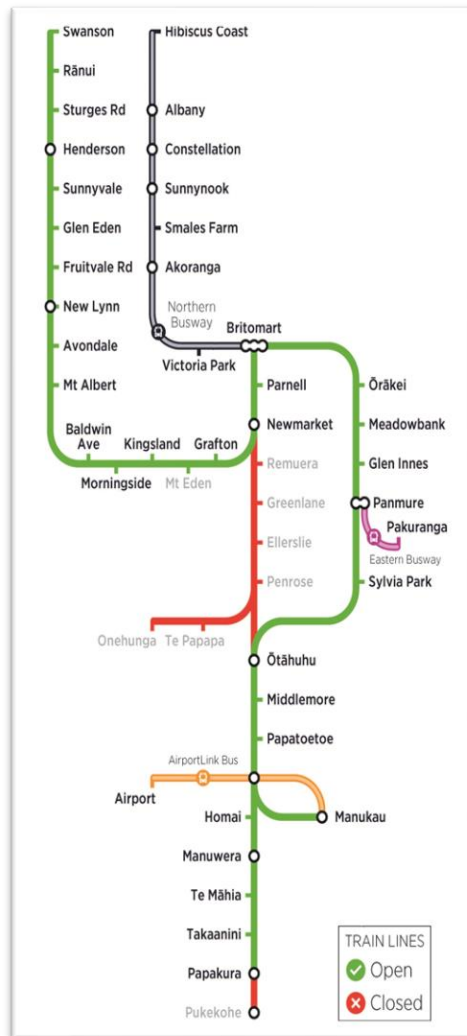 Swanson
Rānui
Sturges Rd
Henderson
Sunnyvale
Glen Eden
Fruitvale Rd
New Lynn
Avondale
Mt Albert
Baldwin
Ave
Morningside
Kingsland
Mt Eden
Grafton
Hibiscus Coast
Albany
Constellation
Sunnynook
Smales Farm
Akoranga
Northern
Busway
Victoria Park
Britomart
Parnell
Newmarket
Remuera
Greenlane
Ellerslie
Penrose
Onehunga
Te Papapa
Ōrākei
Meadowbank
Glen Innes
Panmure
Pakuranga
Eastern Busway
Sylvia Park
Ōtāhuhu
Middlemore
Papatoetoe
AirportLink Bus
Airport
Manukau
Homai
Manuwera
Te Māhia
Takaanini
Papakura
Pukekohe
TRAIN LINES
Open
Closed